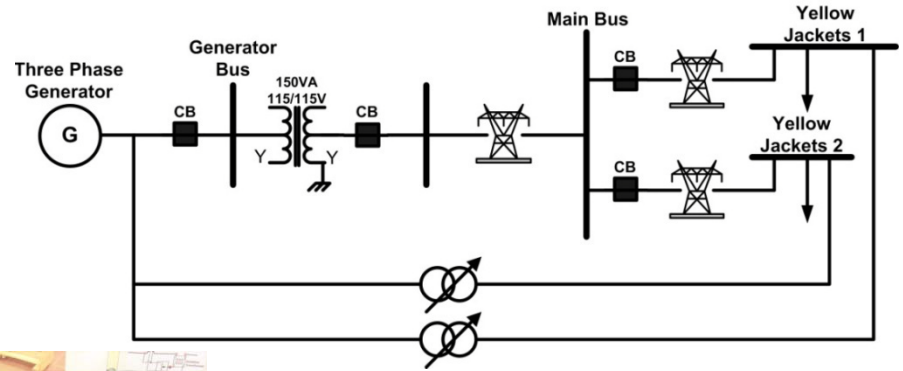 Three Phase
Generator
G
CB
Generator
Bus
150VA
115/115V
Y
Y
CB
Main Bus
CB
CB
Yellow
Jackets 1
Yellow
Jackets 2